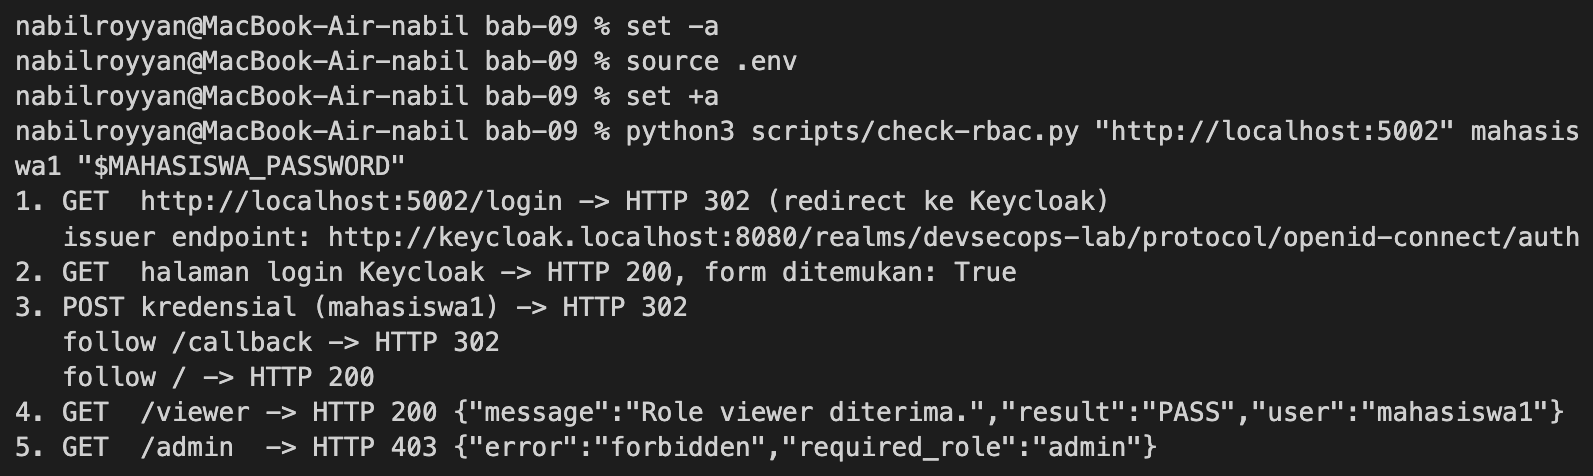 nabilroyyan@MacBook-Air-nabil bab-09 % set -a
nabilroyyan@MacBook-Air-nabil bab-09 % source .env
nabilroyyan@MacBook-Air-nabil bab-09 % set +a
nabilroyyan@MacBook-Air-nabil bab-09 % python3 scripts/check-rbac.py "http://localhost:5002" mahasis
wa1 "$MAHASISWA_PASSWORD"
1. GET  http://localhost:5002/login -> HTTP 302 (redirect ke Keycloak)
   issuer endpoint: http://keycloak.localhost:8080/realms/devsecops-lab/protocol/openid-connect/auth
2. GET  halaman login Keycloak -> HTTP 200, form ditemukan: True
3. POST kredensial (mahasiswa1) -> HTTP 302
   follow /callback -> HTTP 302
   follow / -> HTTP 200
4. GET  /viewer -> HTTP 200 {"message":"Role viewer diterima.","result":"PASS","user":"mahasiswa1"}
5. GET  /admin  -> HTTP 403 {"error":"forbidden","required_role":"admin"}